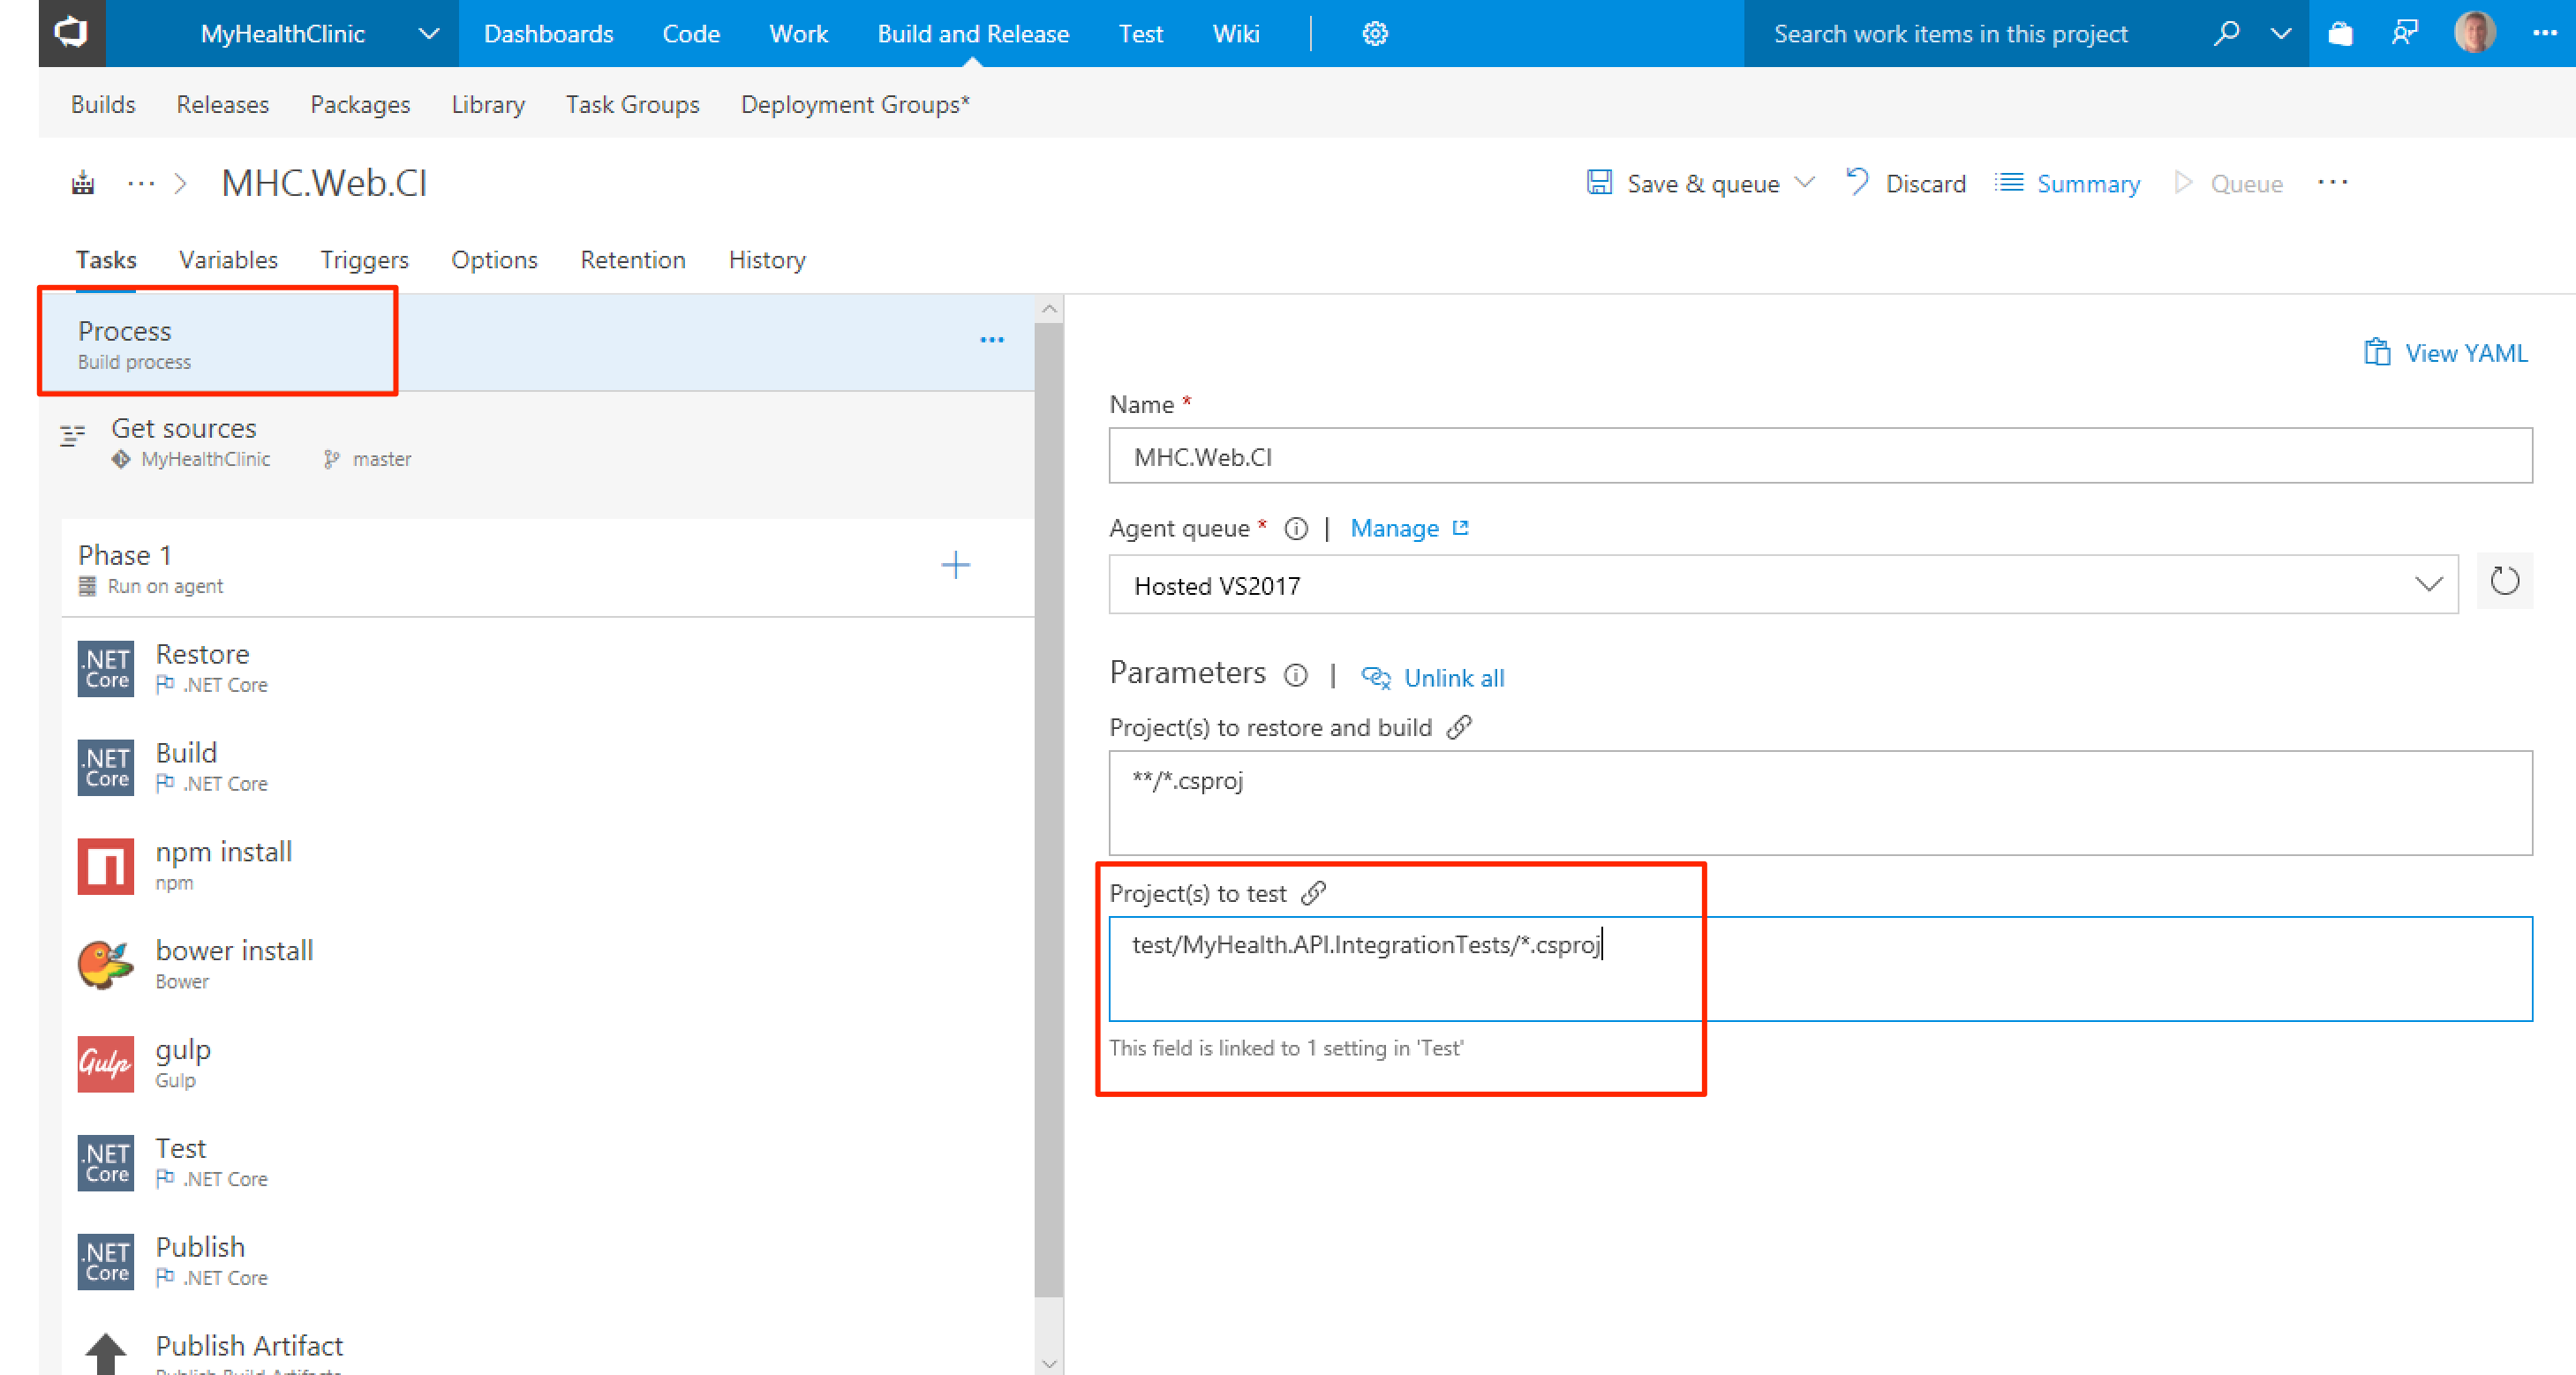 MyHealthClinic Dashboards Code Work Build and Release Test Wiki Search work items in this project
Builds Releases Packages Library Task Groups Deployment Groups*
... > MHC.Web.CI Save & queue Discard Summary Queue ...
Tasks Variables Triggers Options Retention History
Process
Build process
...
Get sources
MyHealthClinic master
Phase 1
Run on agent
.NET Core
Restore
.NET Core
.NET Core
Build
.NET Core
npm install
npm
bower install
Bower
Gulp
gulp
Gulp
.NET Core
Test
.NET Core
.NET Core
Publish
.NET Core
Publish Artifact
Publish Build Artifacts
View YAML
Name *
MHC.Web.CI
Agent queue * | Manage
Hosted VS2017
Parameters | Unlink all
Project(s) to restore and build
**/*.csproj
Project(s) to test
test/MyHealth.API.IntegrationTests/*.csproj
This field is linked to 1 setting in 'Test'